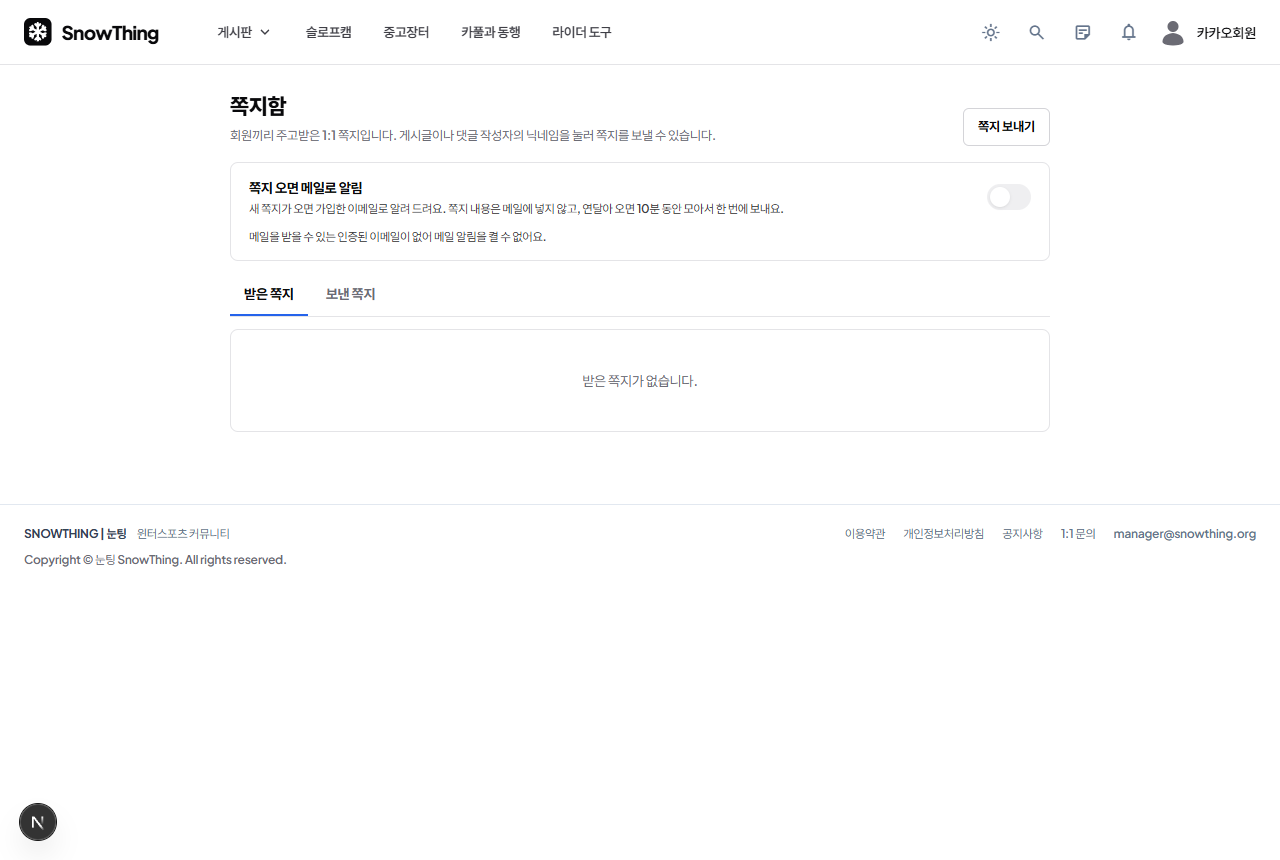 SnowThing
게시판
슬로프캠
중고장터
카풀과 동행
라이더 도구
카카오회원
쪽지함
회원끼리 주고받은 1:1 쪽지입니다. 게시글이나 댓글 작성자의 닉네임을 눌러 쪽지를 보낼 수 있습니다.
쪽지 보내기
쪽지 오면 메일로 알림
새 쪽지가 오면 가입한 이메일로 알려 드려요. 쪽지 내용은 메일에 넣지 않고, 연달아 오면 10분 동안 모아서 한 번에 보내요.
메일을 받을 수 있는 인증된 이메일이 없어 메일 알림을 켤 수 없어요.
받은 쪽지
보낸 쪽지
받은 쪽지가 없습니다.
SNOWTHING | 눈팅 윈터스포츠 커뮤니티
이용약관 개인정보처리방침 공지사항 1:1 문의 manager@snowthing.org
Copyright © 눈팅 SnowThing. All rights reserved.
N